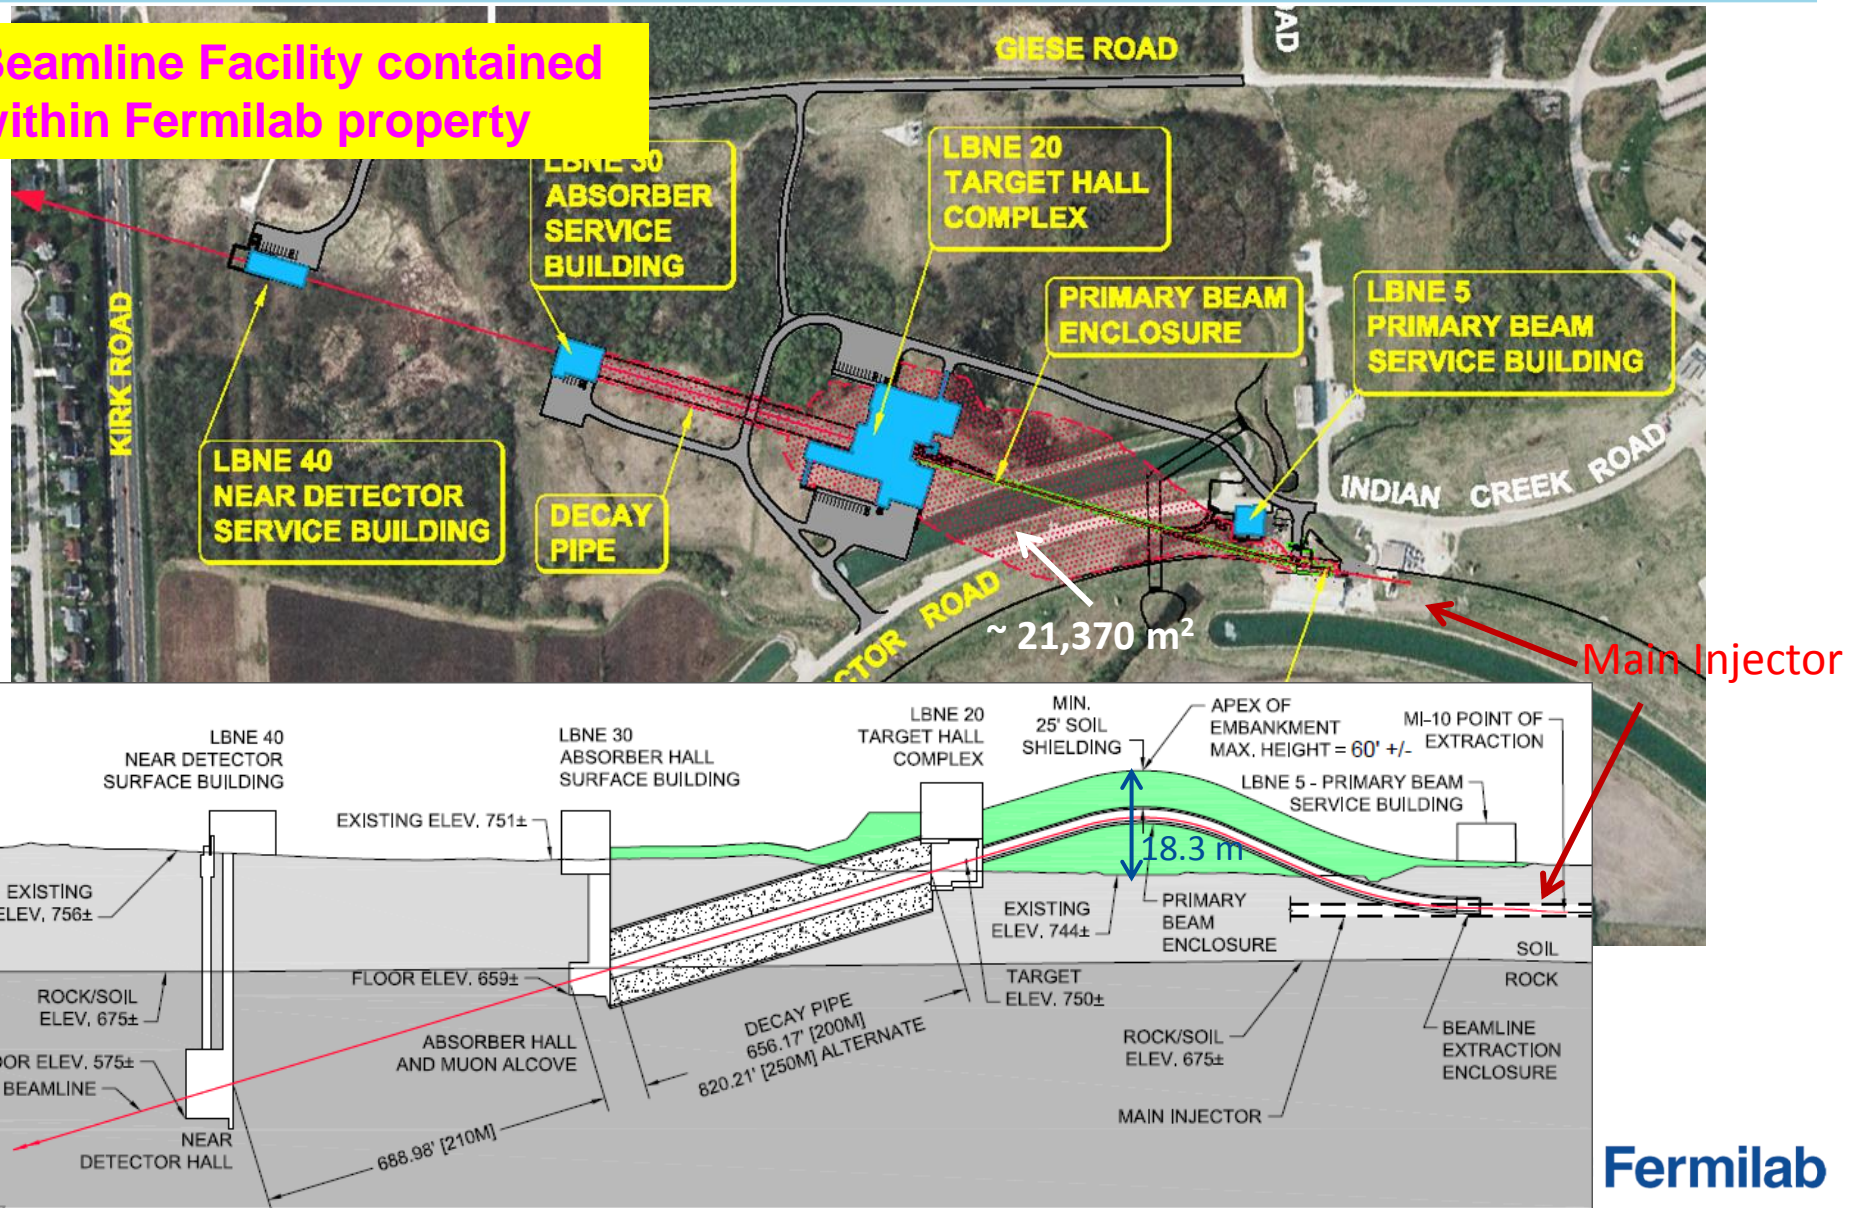 Beamline Facility contained
within Fermilab property
GIESE ROAD
LBNE 30
ABSORBER
SERVICE
BUILDING
LBNE 20
TARGET HALL
COMPLEX
PRIMARY BEAM
ENCLOSURE
LBNE 5
PRIMARY BEAM
SERVICE BUILDING
KIRK ROAD
LBNE 40
NEAR DETECTOR
SERVICE BUILDING
DECAY
PIPE
INDIAN CREEK ROAD
CTOR ROAD
~ 21,370 m²
Main Injector
LBNE 40
NEAR DETECTOR
SURFACE BUILDING
LBNE 30
ABSORBER HALL
SURFACE BUILDING
LBNE 20
TARGET HALL
COMPLEX
MIN.
25' SOIL
SHIELDING
APEX OF
EMBANKMENT
MAX. HEIGHT = 60' +/-
MI-10 POINT OF
EXTRACTION
LBNE 5 - PRIMARY BEAM
SERVICE BUILDING
EXISTING ELEV. 751±
18.3 m
EXISTING
ELEV. 756±
EXISTING
ELEV. 744±
PRIMARY
BEAM
ENCLOSURE
SOIL
ROCK
FLOOR ELEV. 659±
TARGET
ELEV. 750±
ROCK/SOIL
ELEV. 675±
DECAY PIPE
656.17' [200M]
820.21' [250M] ALTERNATE
ABSORBER HALL
AND MUON ALCOVE
ROCK/SOIL
ELEV. 675±
BEAMLINE
EXTRACTION
ENCLOSURE
OOR ELEV. 575±
BEAMLINE
MAIN INJECTOR
NEAR
DETECTOR HALL
688.98' [210M]
Fermilab